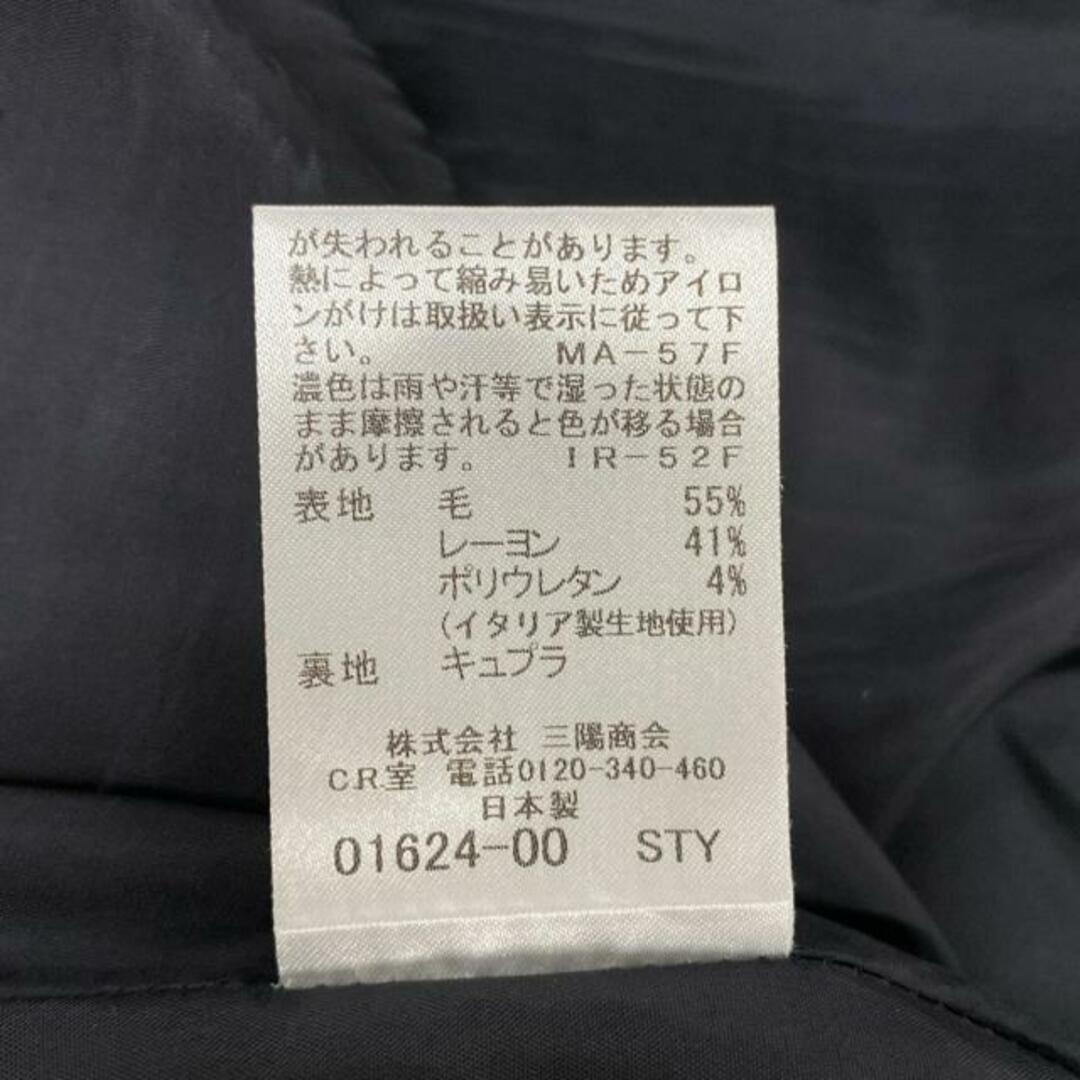 が失われることがあります。
熱によって縮み易いためアイロ
ンがけは取扱い表示に従って下
さい。 MA-57F
濃色は雨や汗等で湿った状態の
まま摩擦されると色が移る場合
があります。 IR-52F
表地 毛 55%
レーヨン 41%
ポリウレタン 4%
(イタリア製生地使用)
裏地 キュプラ
株式会社 三陽商会
C.R.室 電話0120-340-460
日本製
01624-00 STY